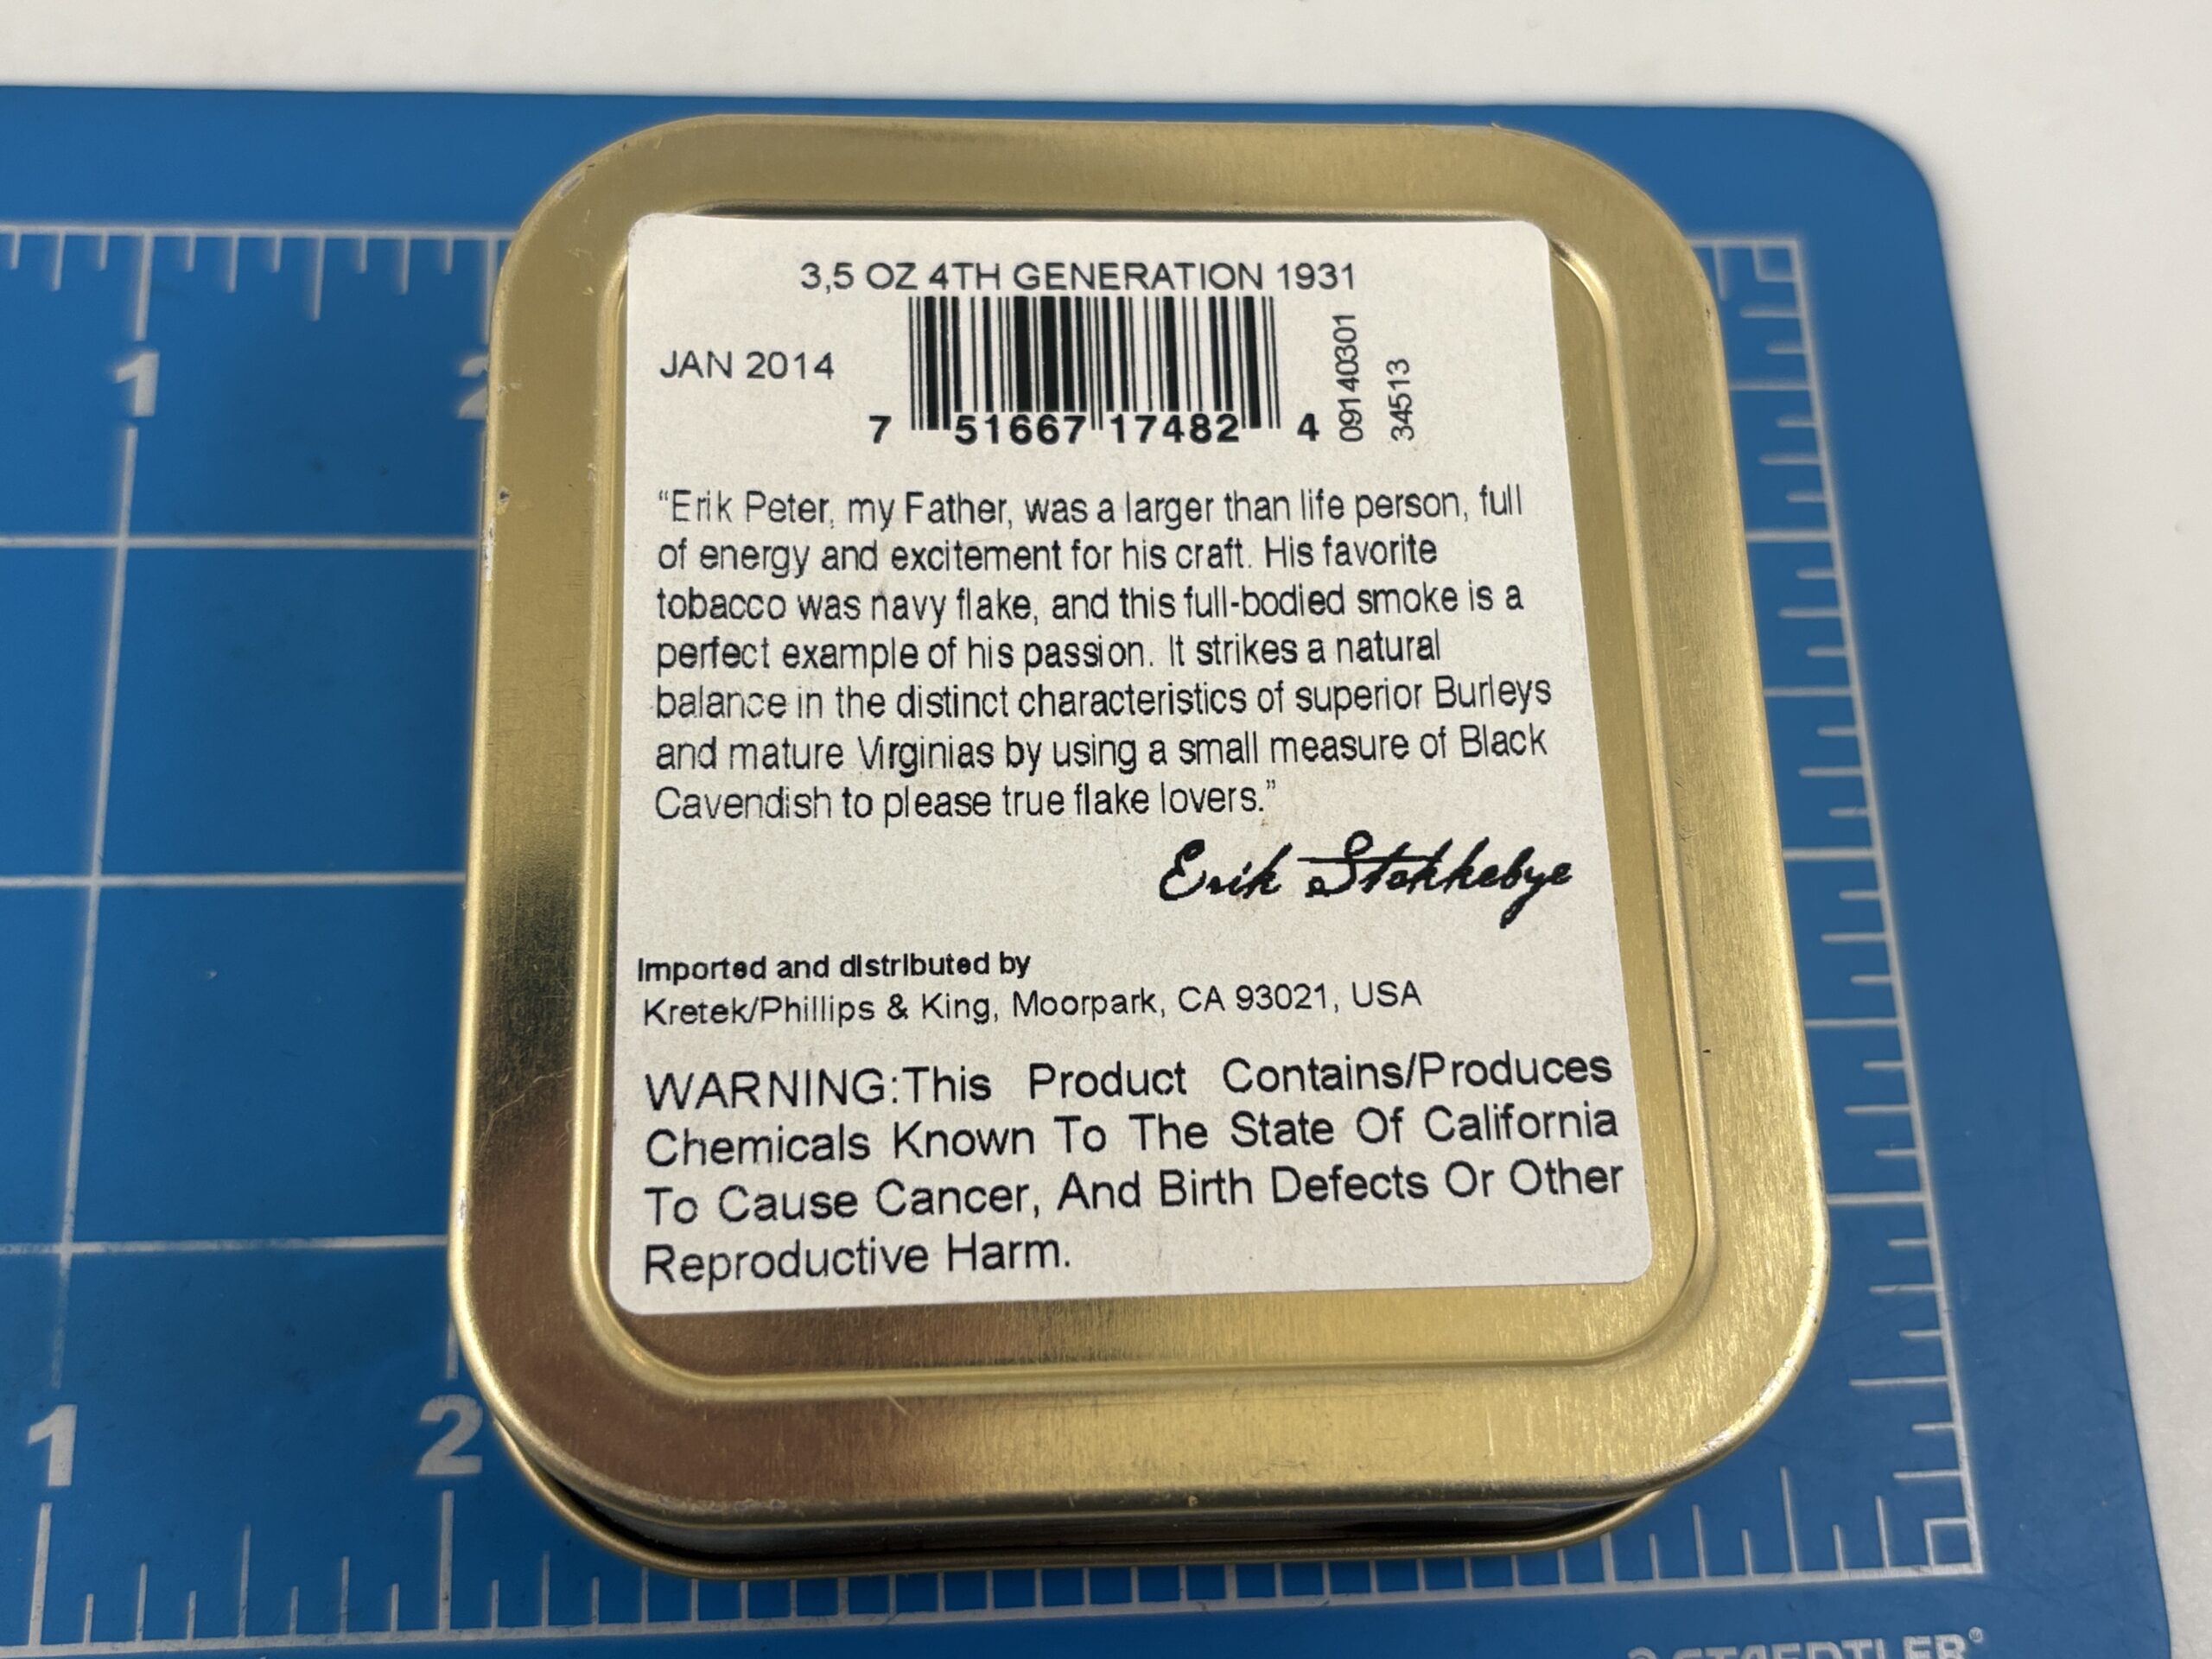 3,5 OZ 4TH GENERATION 1931
JAN 2014
7 51667 17482 4
09140301
34513
“Erik Peter, my Father, was a larger than life person, full
of energy and excitement for his craft. His favorite
tobacco was navy flake, and this full-bodied smoke is a
perfect example of his passion. It strikes a natural
balance in the distinct characteristics of superior Burleys
and mature Virginias by using a small measure of Black
Cavendish to please true flake lovers.”
Erik Stokkebye
Imported and distributed by
Kretek/Phillips & King, Moorpark, CA 93021, USA
WARNING:This Product Contains/Produces
Chemicals Known To The State Of California
To Cause Cancer, And Birth Defects Or Other
Reproductive Harm.
1 2
1 2
STAEDTLER®